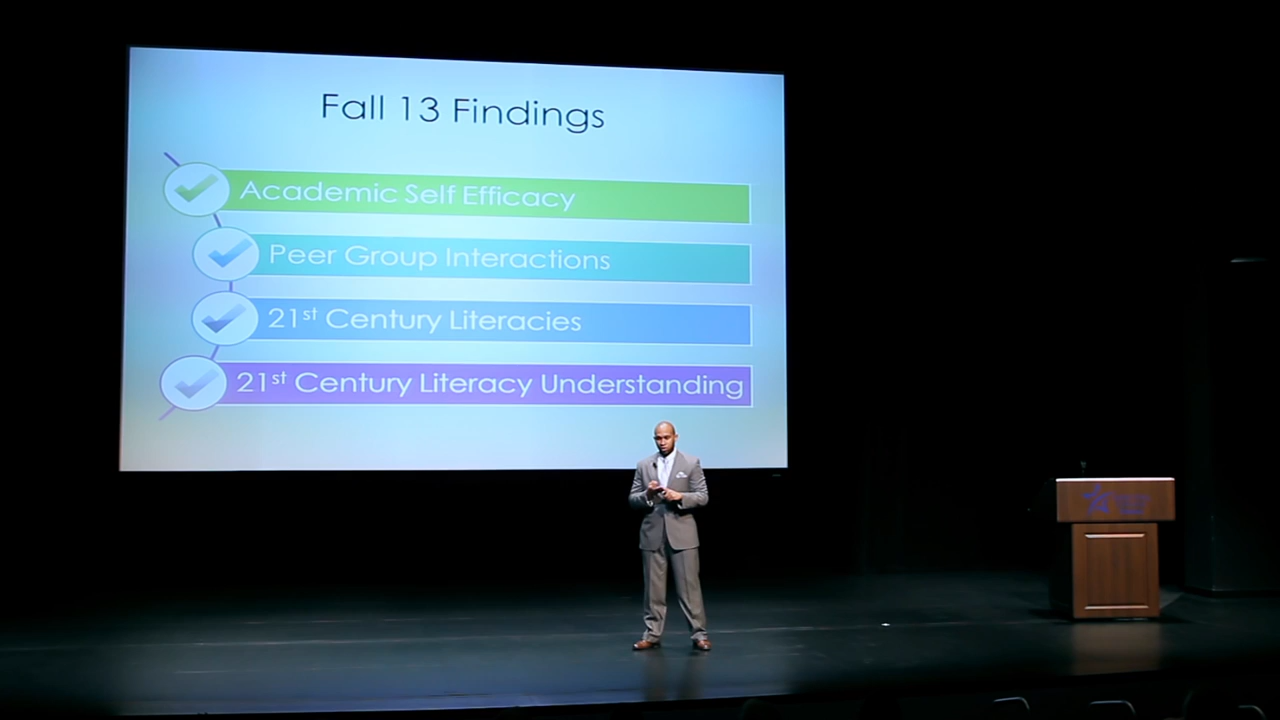 Fall 13 Findings
Academic Self Efficacy
Peer Group Interactions
21st Century Literacies
21st Century Literacy Understanding